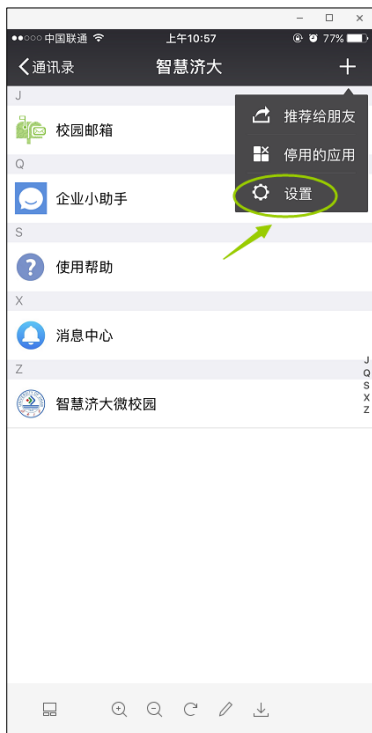 中国联通 上午10:57 77%
通讯录 智慧济大
J
推荐给朋友
校园邮箱
停用的应用
Q
设置
企业小助手
S
使用帮助
X
消息中心
Z
智慧济大微校园
J
Q
S
X
Z